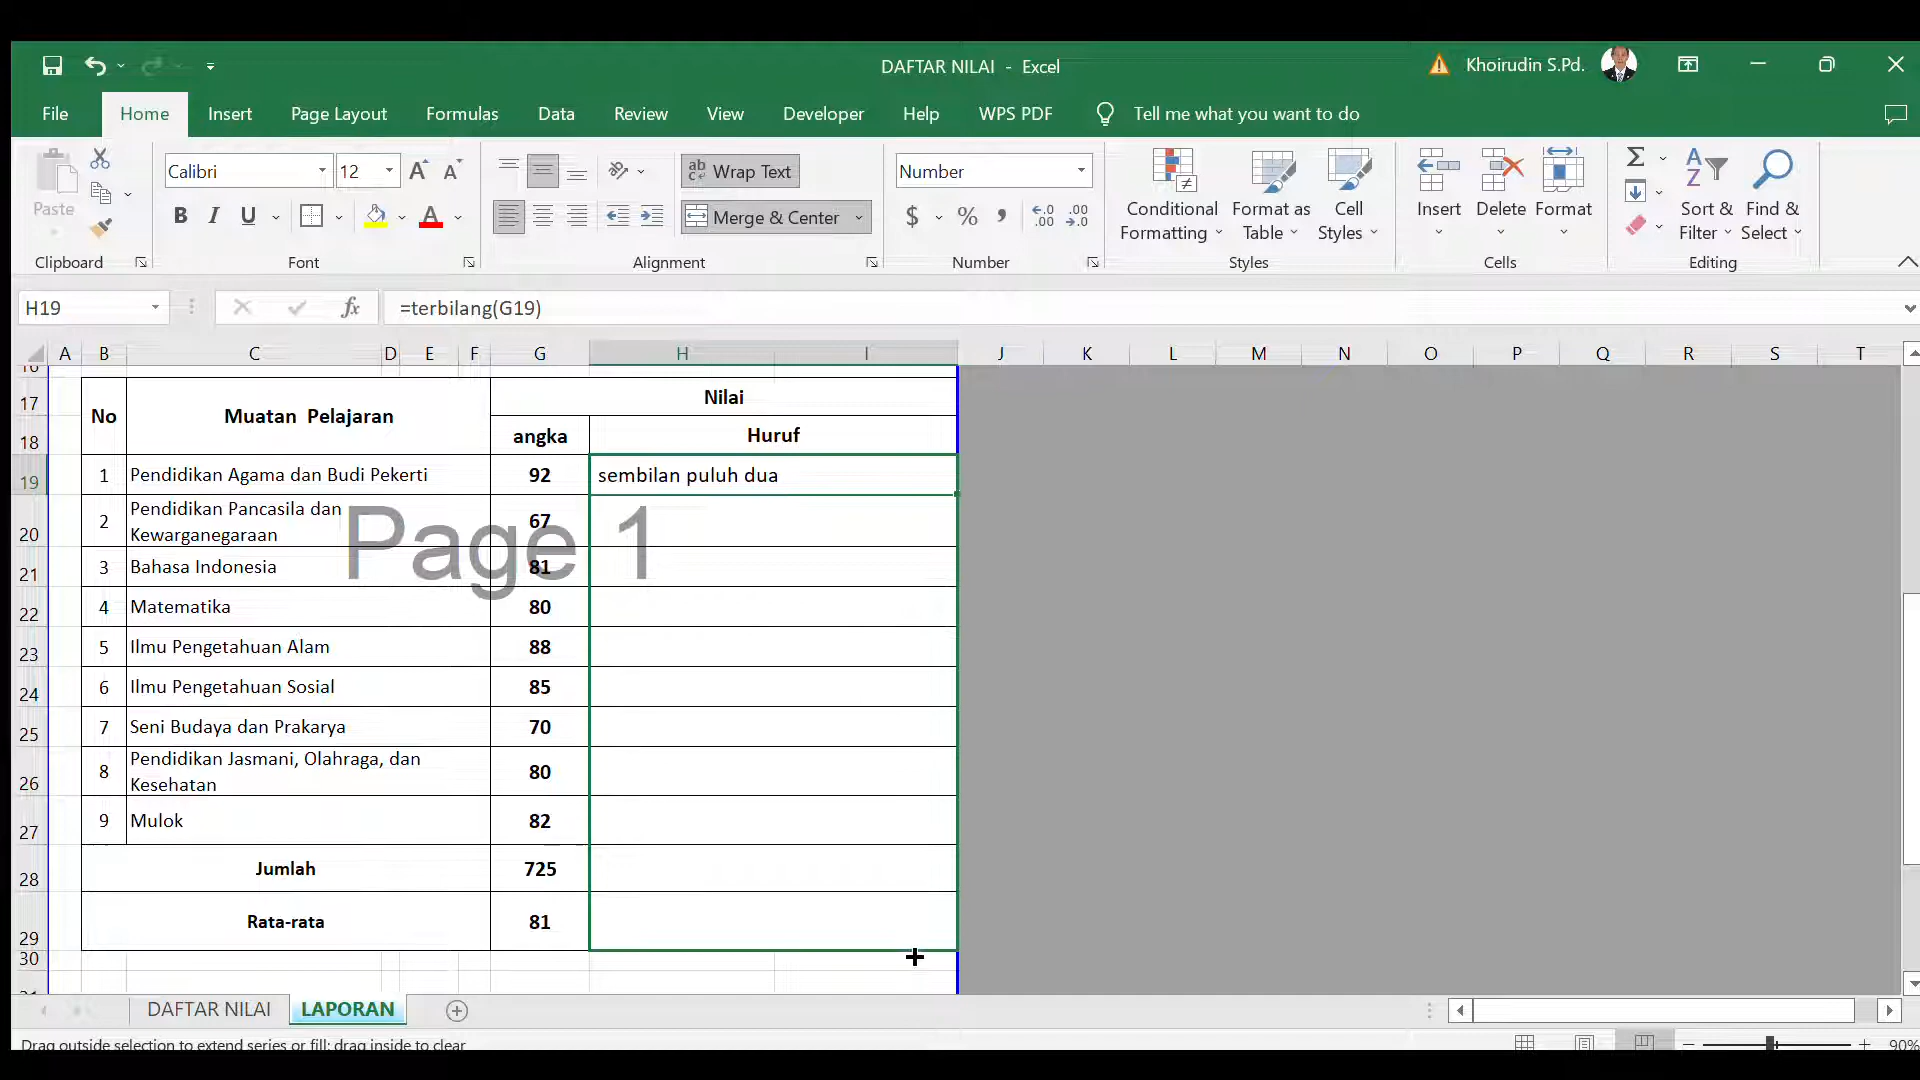 DAFTAR NILAI - Excel
Khoirudin S.Pd.
File Home Insert Page Layout Formulas Data Review View Developer Help WPS PDF Tell me what you want to do
Paste
Clipboard
Calibri 12
B I U A
Font
ab Wrap Text
Merge & Center
Alignment
Number
$ % ,
Number
Conditional Formatting
Format as Table
Cell Styles
Styles
Insert Delete Format
Cells
Sort & Filter
Find & Select
Editing
H19 fx =terbilang(G19)
A B C D E F G H I J K L M N O P Q R S T
16
17 No Muatan Pelajaran Nilai
18 angka Huruf
19 1 Pendidikan Agama dan Budi Pekerti 92 sembilan puluh dua
20 2 Pendidikan Pancasila dan Kewarganegaraan 67
Page 1
21 3 Bahasa Indonesia 81
22 4 Matematika 80
23 5 Ilmu Pengetahuan Alam 88
24 6 Ilmu Pengetahuan Sosial 85
25 7 Seni Budaya dan Prakarya 70
26 8 Pendidikan Jasmani, Olahraga, dan Kesehatan 80
27 9 Mulok 82
28 Jumlah 725
29 Rata-rata 81
30
DAFTAR NILAI LAPORAN
Drag outside selection to extend series or fill; drag inside to clear
90%